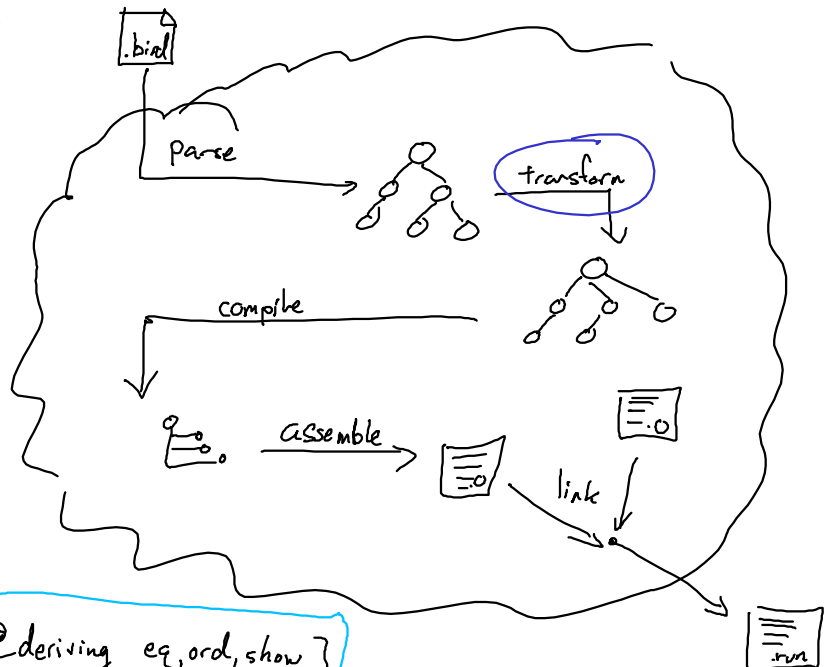 .bird
parse
transform
compile
assemble
.o
.o
link
deriving eq, ord, show
.run